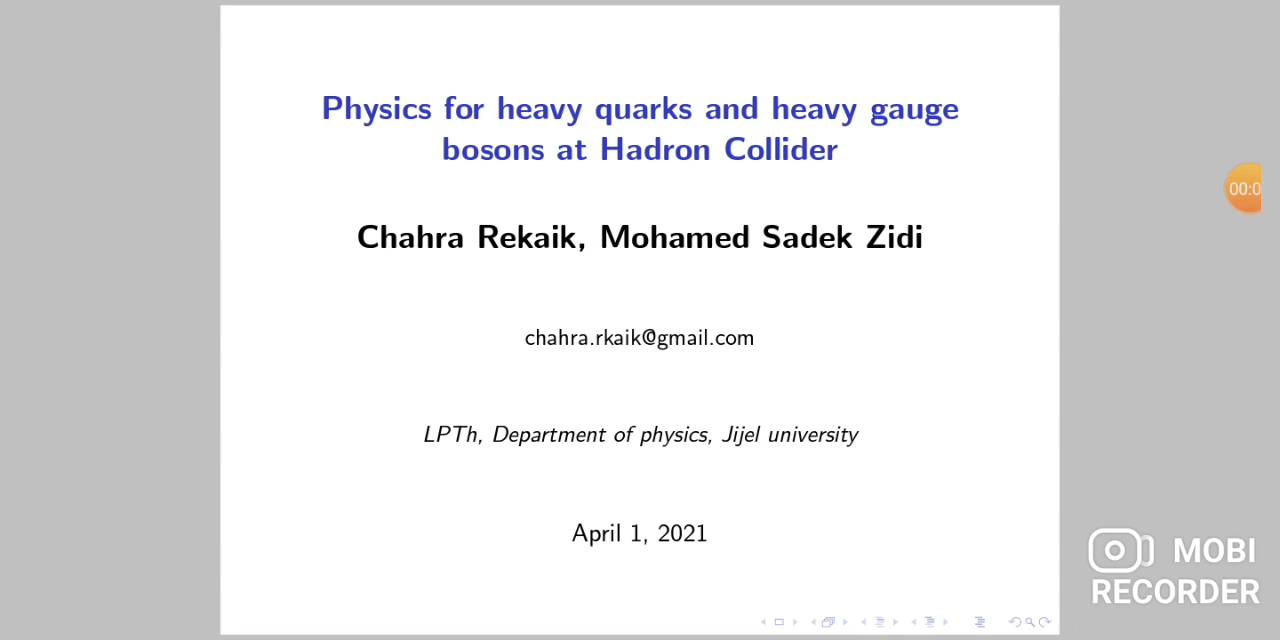 Physics for heavy quarks and heavy gauge
bosons at Hadron Collider
Chahra Rekaik, Mohamed Sadek Zidi
chahra.rkaik@gmail.com
LPTh, Department of physics, Jijel university
April 1, 2021
00:0
MOBI
RECORDER